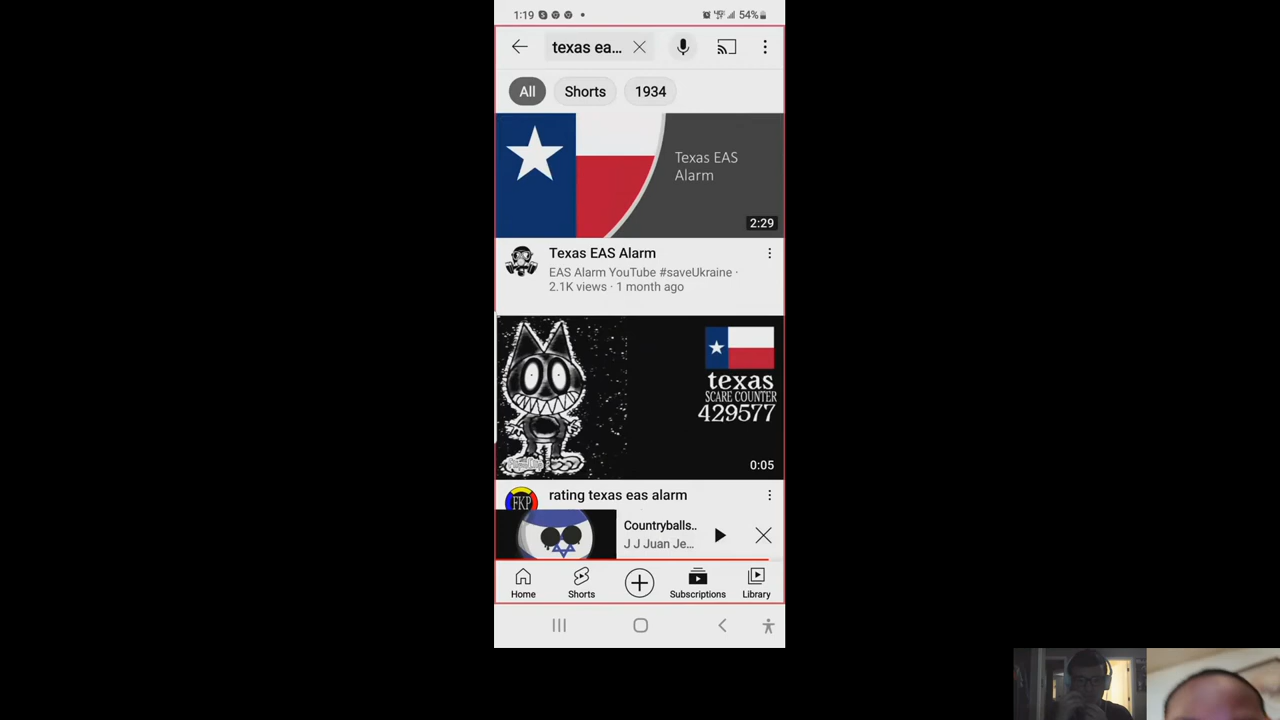 1:19
54%
texas ea...
All
Shorts
1934
Texas EAS
Alarm
2:29
Texas EAS Alarm
EAS Alarm YouTube #saveUkraine ·
2.1K views · 1 month ago
texas
SCARE COUNTER
429577
0:05
rating texas eas alarm
FKP
Countryballs..
J J Juan Je...
Home
Shorts
Subscriptions
Library